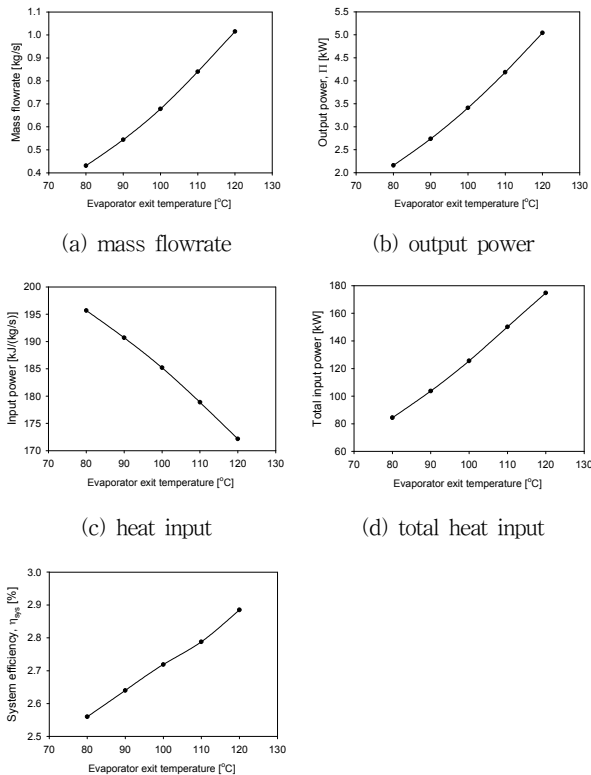 1.1
1.0
0.9
0.8
0.7
0.6
0.5
0.4
Mass flowrate [kg/s]
70 80 90 100 110 120 130
Evaporator exit temperature [°C]
(a) mass flowrate
5.5
5.0
4.5
4.0
3.5
3.0
2.5
2.0
Output power, Π [kW]
70 80 90 100 110 120 130
Evaporator exit temperature [°C]
(b) output power
200
195
190
185
180
175
170
Input power [kJ/(kg/s)]
70 80 90 100 110 120 130
Evaporator exit temperature [°C]
(c) heat input
180
160
140
120
100
80
60
Total input power [kW]
70 80 90 100 110 120 130
Evaporator exit temperature [°C]
(d) total heat input
3.0
2.9
2.8
2.7
2.6
2.5
System efficiency, ηsys [%]
70 80 90 100 110 120 130
Evaporator exit temperature [°C]